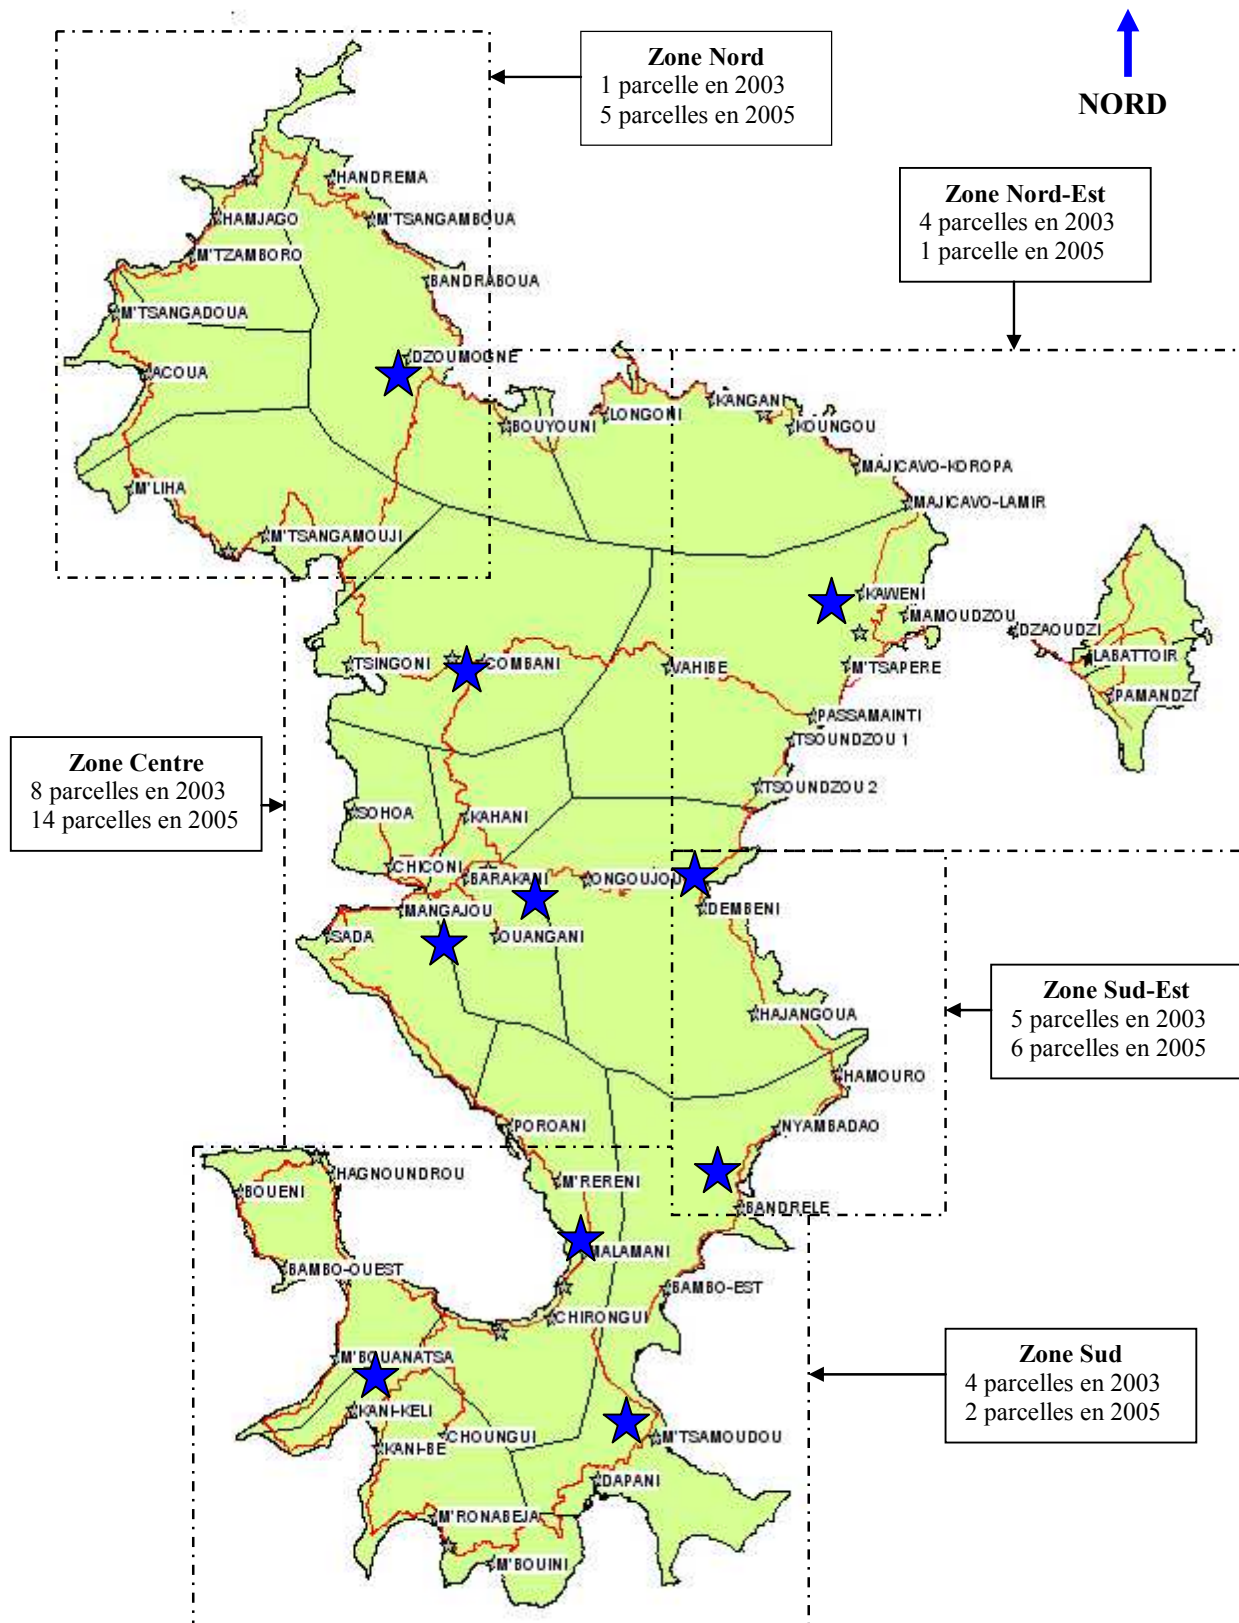 Zone Nord
1 parcelle en 2003
5 parcelles en 2005
NORD
Zone Nord-Est
4 parcelles en 2003
1 parcelle en 2005
HANDREMA
HAMJAGO
M'TSANGAMBOUA
M'TZAMBORO
BANDRABOUA
M'TSANGADOUA
DZOUMOGNE
ACOUA
KANGANI
LONGONI
BOUYOUNI
KOUNGOU
MAJICAVO-KOROPA
M'LIHA
MAJICAVO-LAMIR
M'TSANGAMOUJI
KAWENI
MAMOUDZOU
DZAOUDZI
LABATTOIR
TSINGONI
COMBANI
VAHIBE
M'TSAPERE
PAMANDZI
PASSAMAINTI
TSOUNDZOU 1
Zone Centre
8 parcelles en 2003
14 parcelles en 2005
TSOUNDZOU 2
SOHOA
KAHANI
CHICONI
BARAKANI
ONGOUJOU
MANGAJOU
DEMBENI
SADA
OUANGANI
Zone Sud-Est
5 parcelles en 2003
6 parcelles en 2005
HAJANGOUA
HAMOURO
POROANI
NYAMBADAO
HAGNOUNDROU
M'RERENI
BOUENI
BANDRELE
MALAMANI
BAMBO-OUEST
BAMBO-EST
CHIRONGUI
Zone Sud
4 parcelles en 2003
2 parcelles en 2005
M'BOUANATSA
KANI-KELI
CHOUNGUI
M'TSAMOUDOU
KANI-BE
DAPANI
M'RONABEJA
M'BOUINI